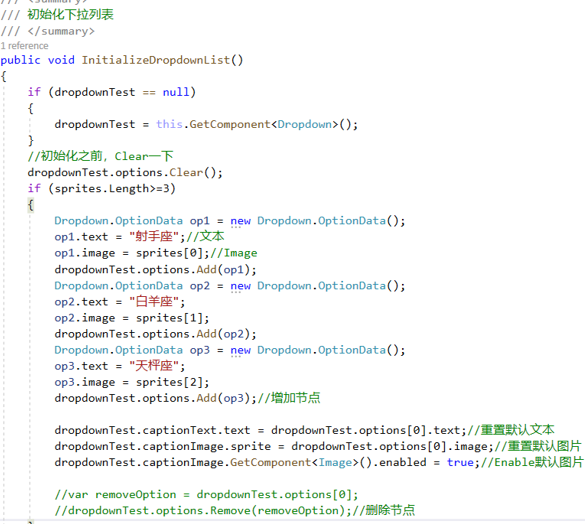 /// <summary>
/// 初始化下拉列表
/// </summary>
1 reference
public void InitializeDropdownList()
{
    if (dropdownTest == null)
    {
        dropdownTest = this.GetComponent<Dropdown>();
    }
    //初始化之前，Clear一下
    dropdownTest.options.Clear();
    if (sprites.Length>=3)
    {
        Dropdown.OptionData op1 = new Dropdown.OptionData();
        op1.text = "射手座";//文本
        op1.image = sprites[0];//Image
        dropdownTest.options.Add(op1);
        Dropdown.OptionData op2 = new Dropdown.OptionData();
        op2.text = "白羊座";
        op2.image = sprites[1];
        dropdownTest.options.Add(op2);
        Dropdown.OptionData op3 = new Dropdown.OptionData();
        op3.text = "天枰座";
        op3.image = sprites[2];
        dropdownTest.options.Add(op3);//增加节点

        dropdownTest.captionText.text = dropdownTest.options[0].text;//重置默认文本
        dropdownTest.captionImage.sprite = dropdownTest.options[0].image;//重置默认图片
        dropdownTest.captionImage.GetComponent<Image>().enabled = true;//Enable默认图片

        //var removeOption = dropdownTest.options[0];
        //dropdownTest.options.Remove(removeOption);//删除节点